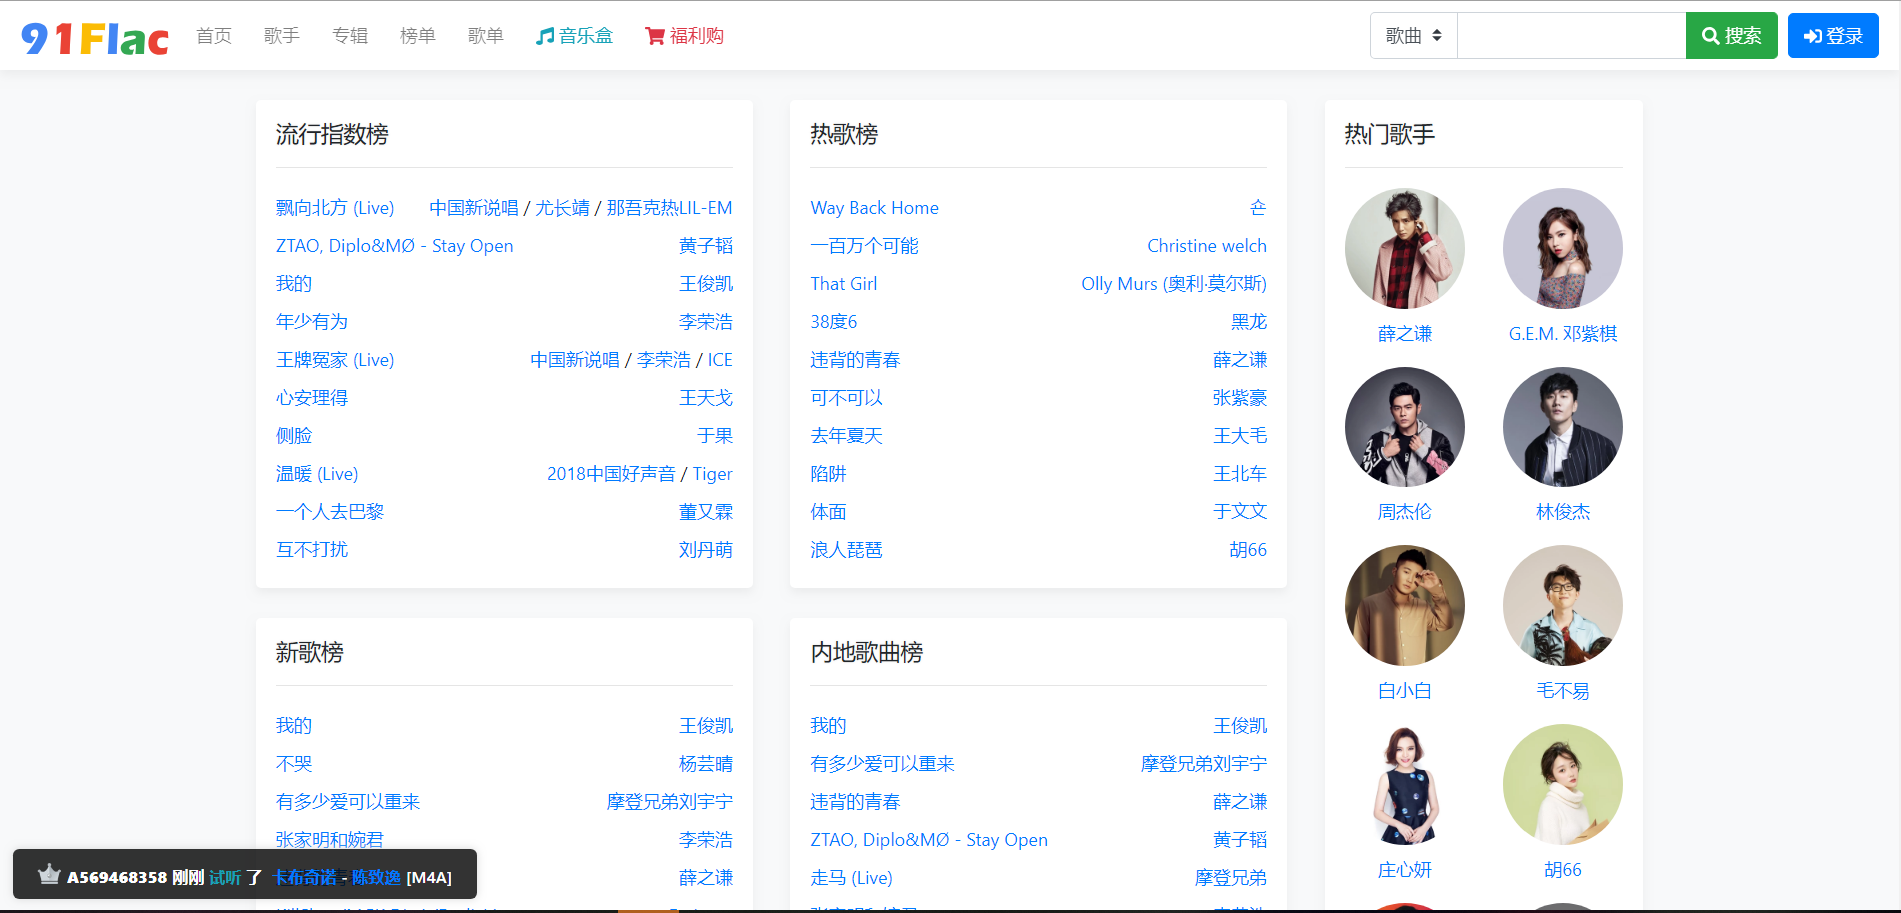 91Flac 首页 歌手 专辑 榜单 歌单 音乐盒 福利购 歌曲 搜索 登录
流行指数榜
飘向北方 (Live) 中国新说唱 / 尤长靖 / 那吾克热LIL-EM
ZTAO, Diplo&MØ - Stay Open 黄子韬
我的 王俊凯
年少有为 李荣浩
王牌冤家 (Live) 中国新说唱 / 李荣浩 / ICE
心安理得 王天戈
侧脸 于果
温暖 (Live) 2018中国好声音 / Tiger
一个人去巴黎 董又霖
互不打扰 刘丹萌
热歌榜
Way Back Home 숀
一百万个可能 Christine welch
That Girl Olly Murs (奥利·莫尔斯)
38度6 黑龙
违背的青春 薛之谦
可不可以 张紫豪
去年夏天 王大毛
陷阱 王北车
体面 于文文
浪人琵琶 胡66
热门歌手
薛之谦 G.E.M. 邓紫棋
周杰伦 林俊杰
白小白 毛不易
庄心妍 胡66
新歌榜
我的 王俊凯
不哭 杨芸晴
有多少爱可以重来 摩登兄弟刘宇宁
张家明和婉君 李荣浩
薛之谦
内地歌曲榜
我的 王俊凯
有多少爱可以重来 摩登兄弟刘宇宁
违背的青春 薛之谦
ZTAO, Diplo&MØ - Stay Open 黄子韬
走马 (Live) 摩登兄弟
A569468358 刚刚 试听 了 卡布奇诺 - 陈致逸 [M4A]